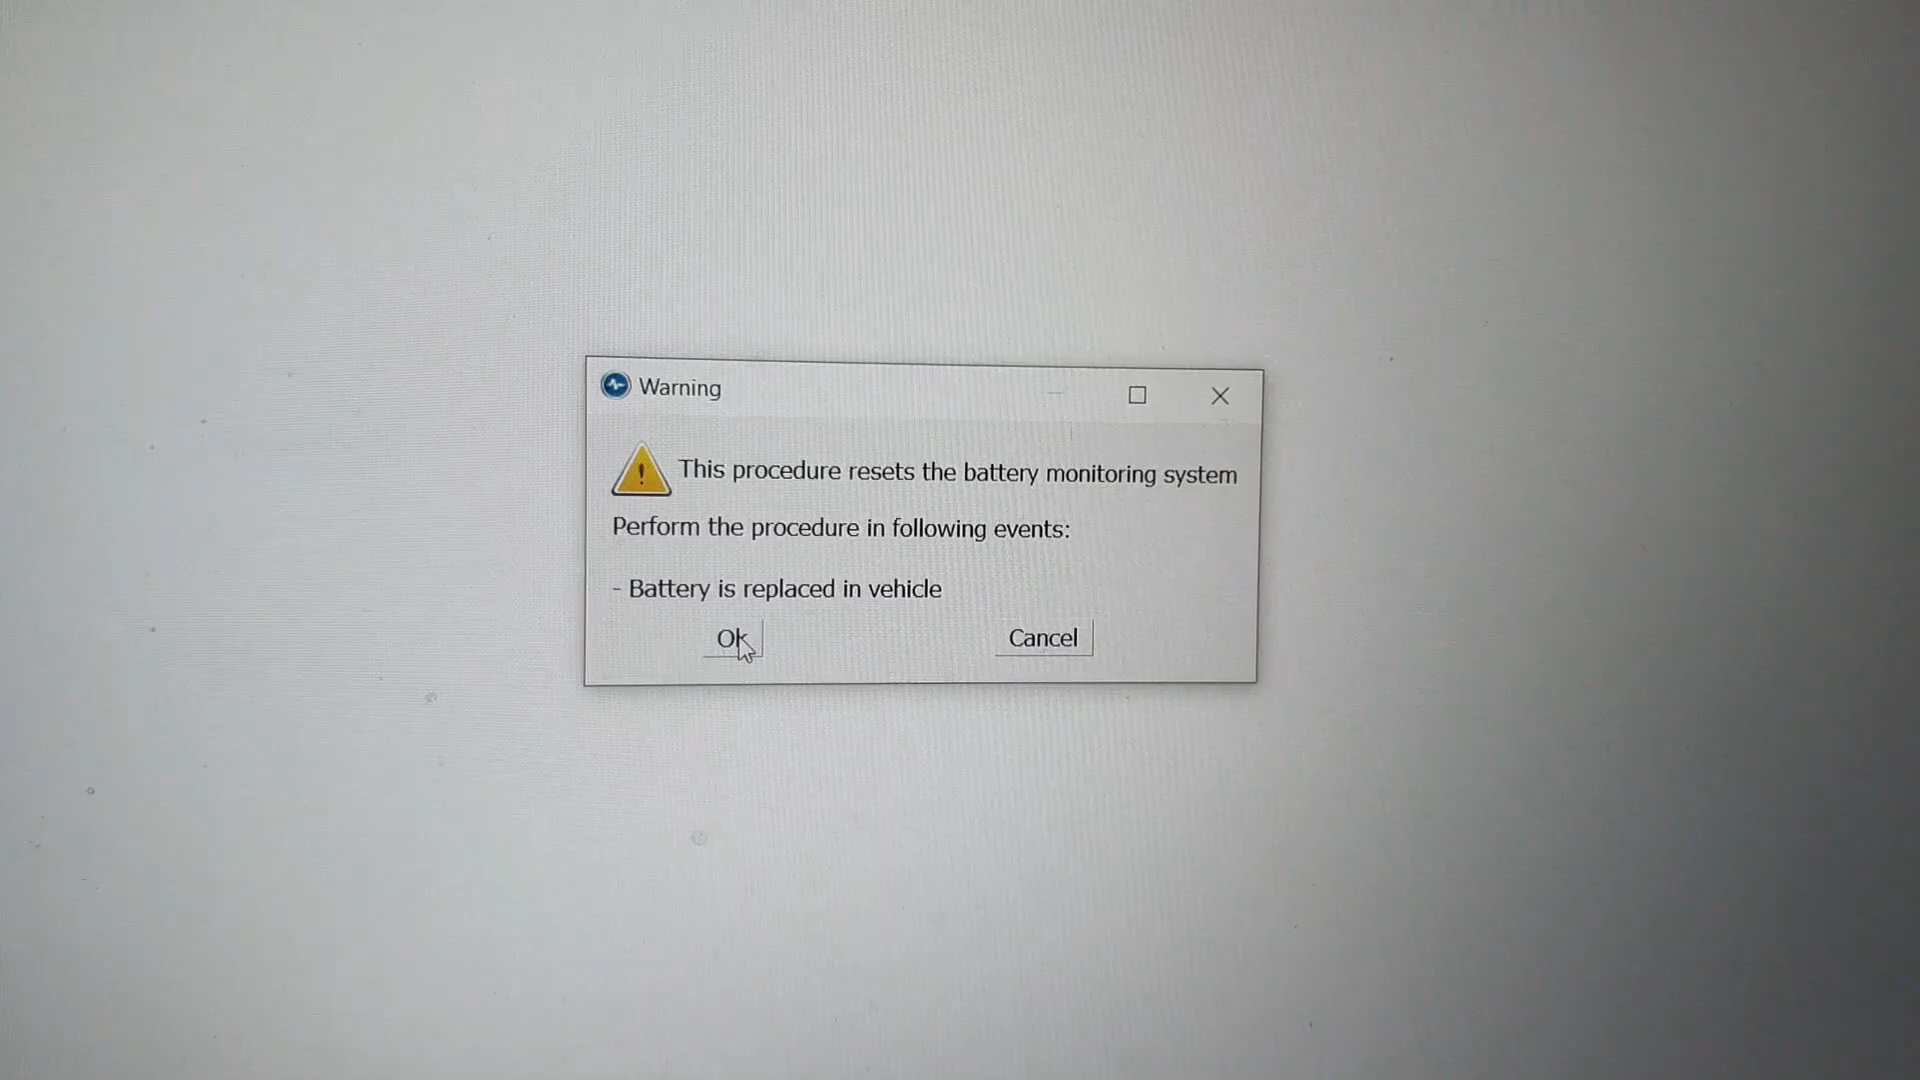 Warning
This procedure resets the battery monitoring system
Perform the procedure in following events:
- Battery is replaced in vehicle
Ok
Cancel